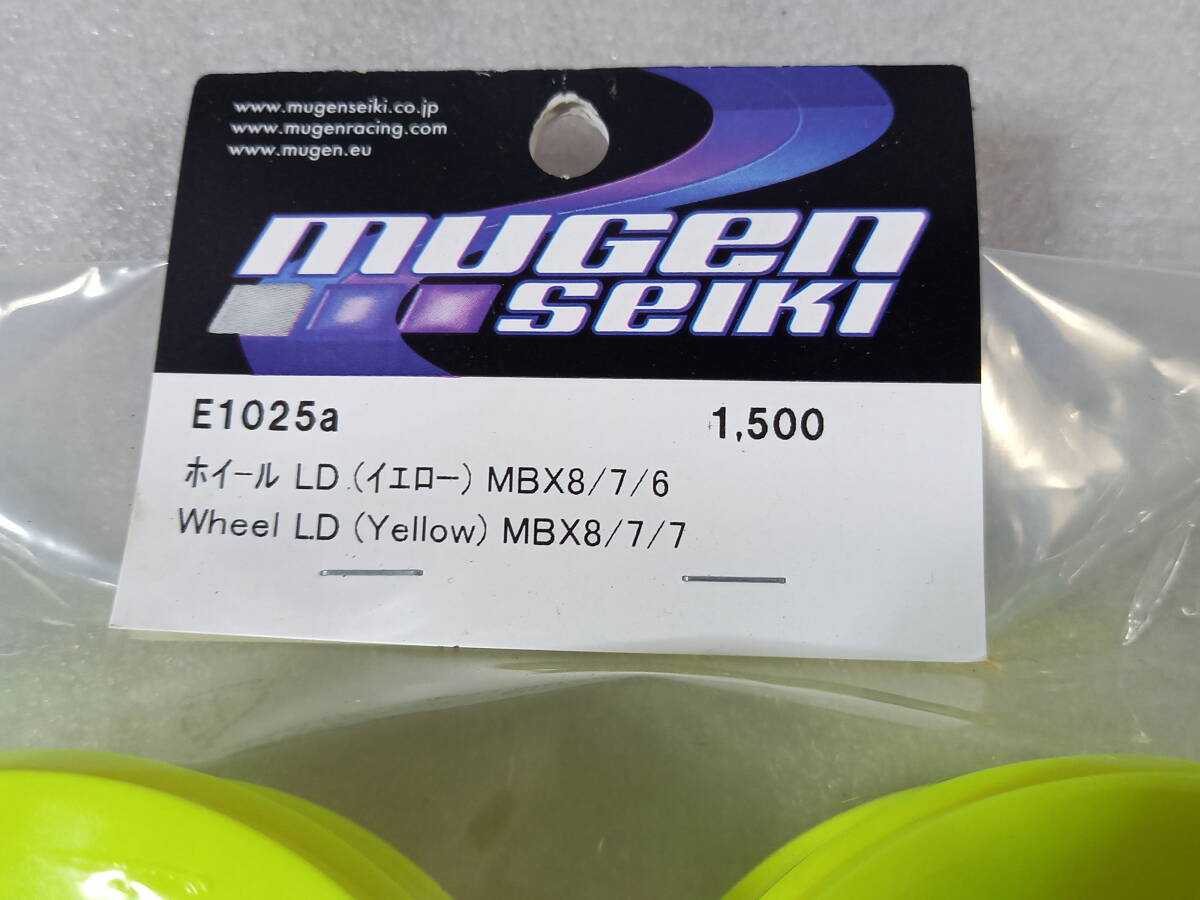 www.mugenseiki.co.jp
www.mugenracing.com
www.mugen.eu
mugen
seiki
E1025a 1,500
ホイール LD (イエロー) MBX8/7/6
Wheel LD (Yellow) MBX8/7/7